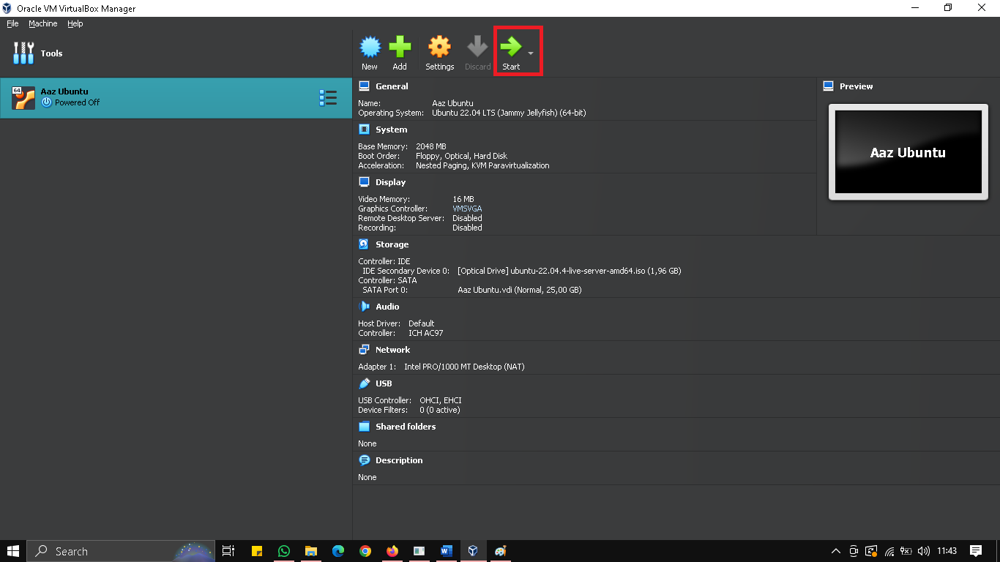 Oracle VM VirtualBox Manager
File Machine Help
Tools
New Add Settings Discard Start
64
Aaz Ubuntu
Powered Off
General
Name: Aaz Ubuntu
Operating System: Ubuntu 22.04 LTS (Jammy Jellyfish) (64-bit)
System
Base Memory: 2048 MB
Boot Order: Floppy, Optical, Hard Disk
Acceleration: Nested Paging, KVM Paravirtualization
Display
Video Memory: 16 MB
Graphics Controller: VMSVGA
Remote Desktop Server: Disabled
Recording: Disabled
Storage
Controller: IDE
IDE Secondary Device 0: [Optical Drive] ubuntu-22.04.4-live-server-amd64.iso (1,96 GB)
Controller: SATA
SATA Port 0: Aaz Ubuntu.vdi (Normal, 25,00 GB)
Audio
Host Driver: Default
Controller: ICH AC97
Network
Adapter 1: Intel PRO/1000 MT Desktop (NAT)
USB
USB Controller: OHCI, EHCI
Device Filters: 0 (0 active)
Shared folders
None
Description
None
Preview
Aaz Ubuntu
Search
11:43